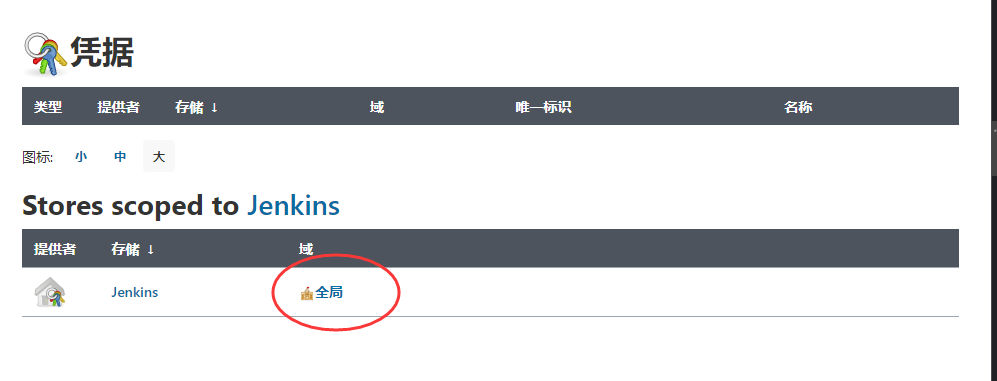 凭据
类型 提供者 存储 ↓ 域 唯一标识 名称
图标: 小 中 大
Stores scoped to Jenkins
提供者 存储 ↓ 域
Jenkins 全局